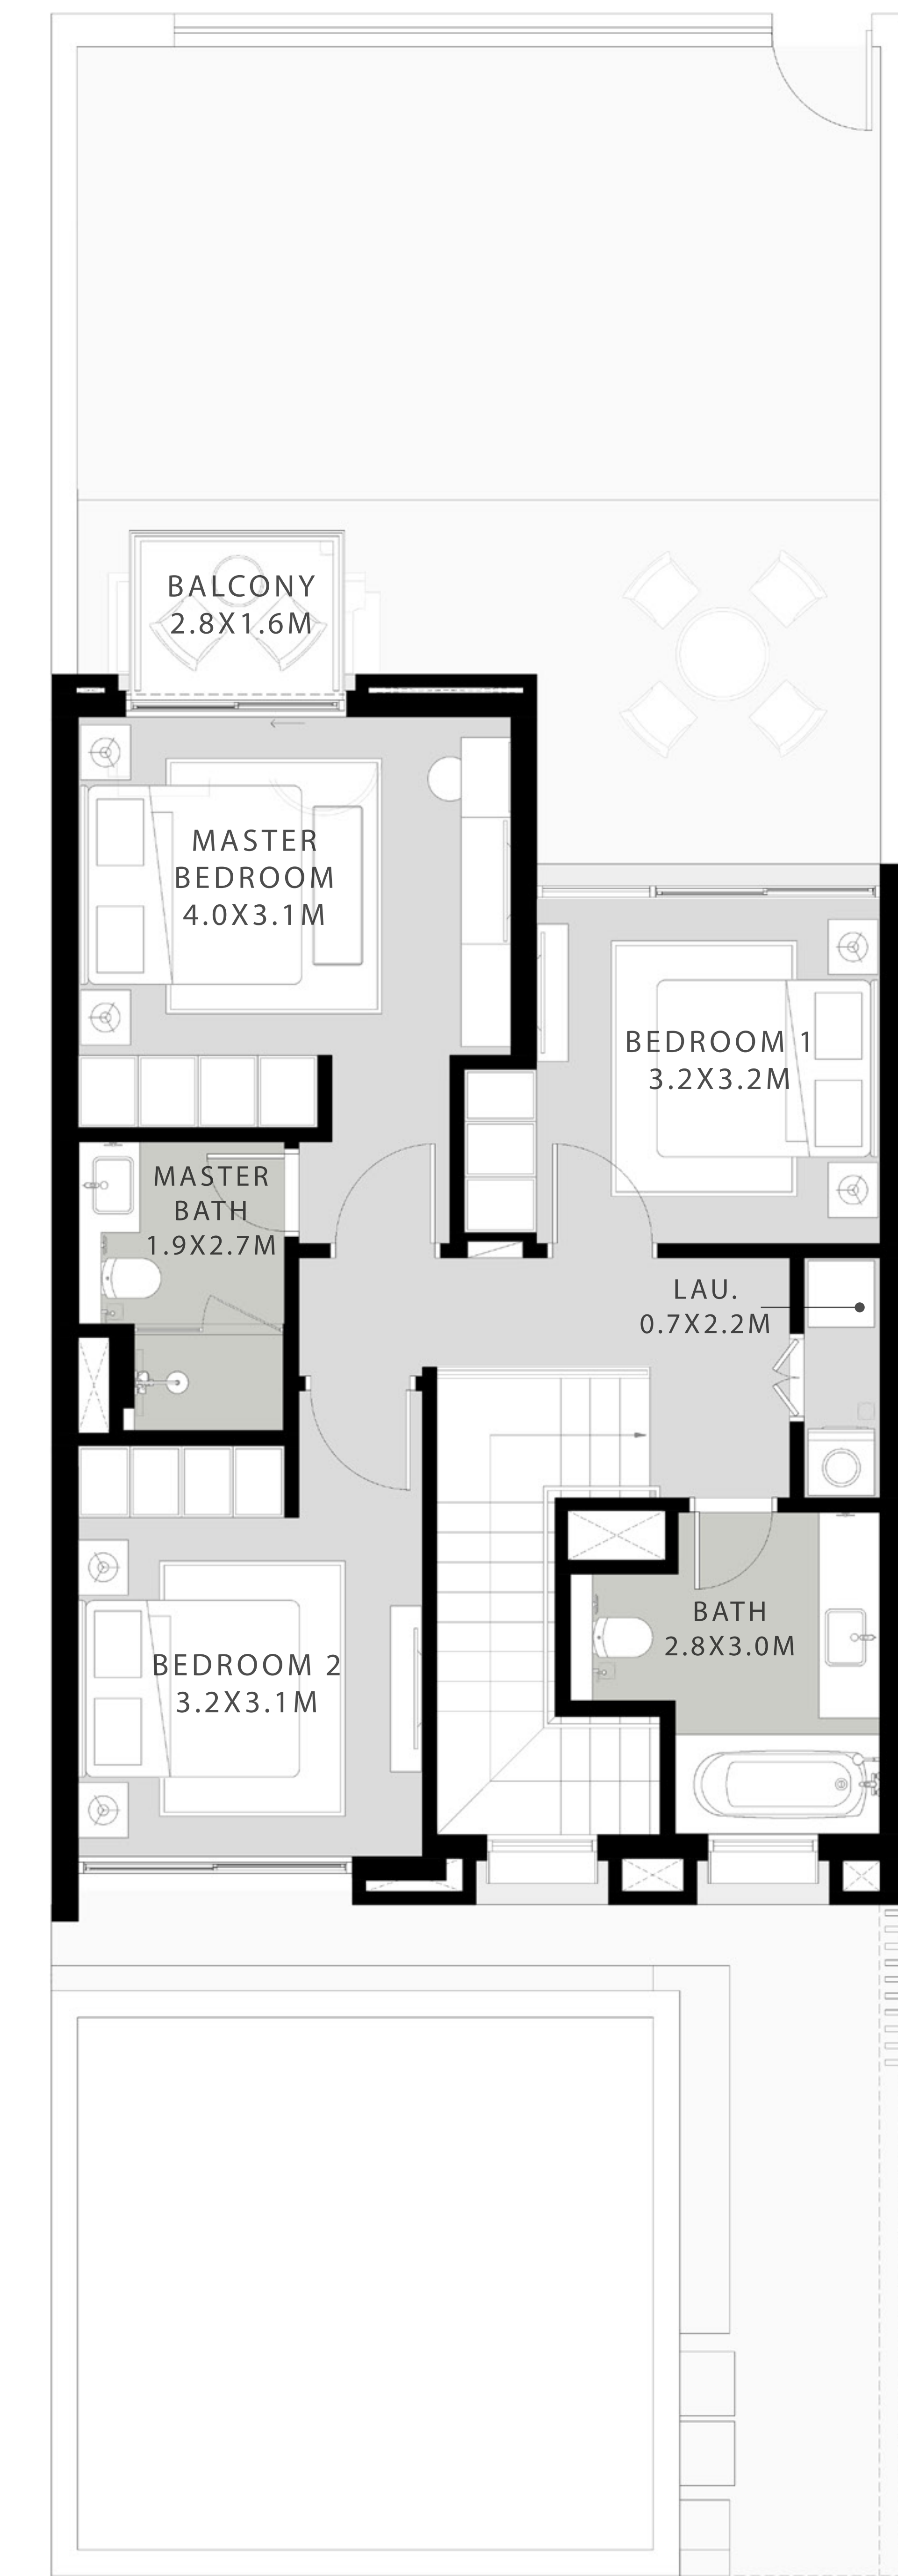 BALCONY
2.8X1.6M
MASTER
BEDROOM
4.0X3.1M
BEDROOM 1
3.2X3.2M
MASTER
BATH
1.9X2.7M
LAU.
0.7X2.2M
BATH
2.8X3.0M
BEDROOM 2
3.2X3.1M